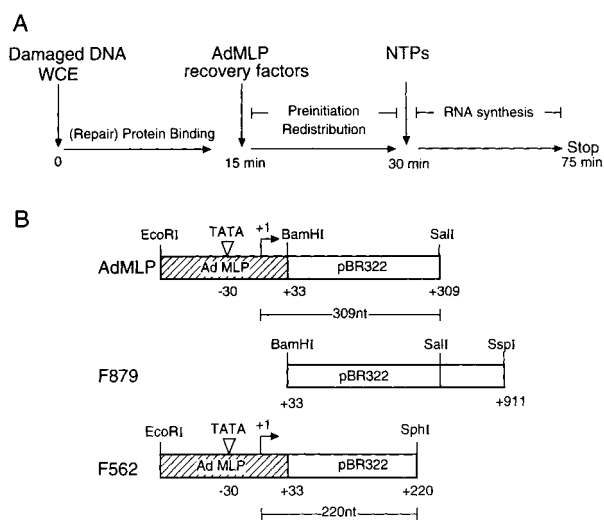 A
Damaged DNA
WCE
AdMLP
recovery factors
NTPs
(Repair) Protein Binding
Preinitiation
Redistribution
RNA synthesis
0
15 min
30 min
Stop
75 min
B
EcoRI
TATA
+1
BamHI
SalI
AdMLP
Ad MLP
pBR322
-30
+33
+309
309nt
BamHI
SalI
SspI
F879
pBR322
+33
+911
EcoRI
TATA
+1
SphI
F562
Ad MLP
pBR322
-30
+33
+220
220nt